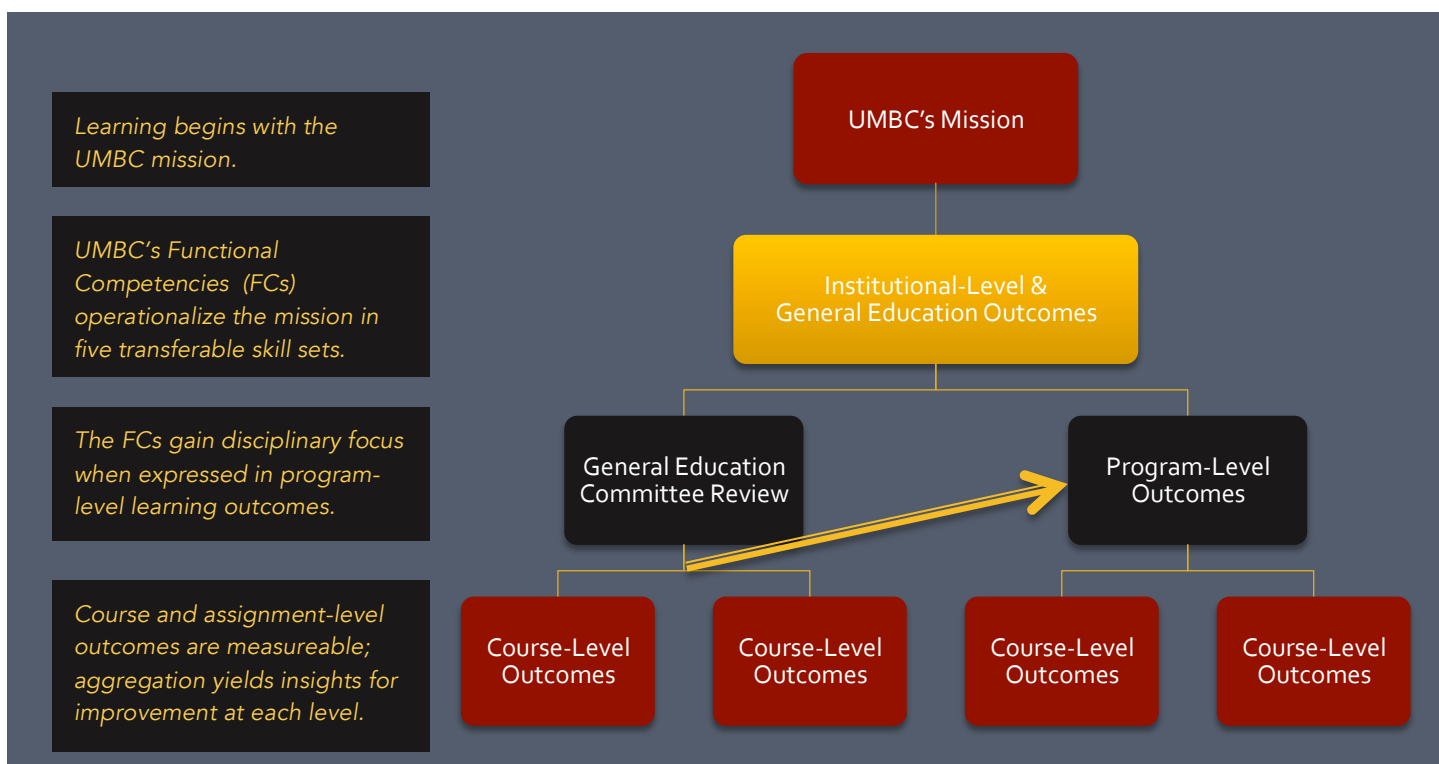 Learning begins with the
UMBC mission.
UMBC's Functional
Competencies (FCs)
operationalize the mission in
five transferable skill sets.
The FCs gain disciplinary focus
when expressed in program-
level learning outcomes.
Course and assignment-level
outcomes are measureable;
aggregation yields insights for
improvement at each level.
UMBC's Mission
Institutional-Level &
General Education Outcomes
General Education
Committee Review
Program-Level
Outcomes
Course-Level
Outcomes
Course-Level
Outcomes
Course-Level
Outcomes
Course-Level
Outcomes